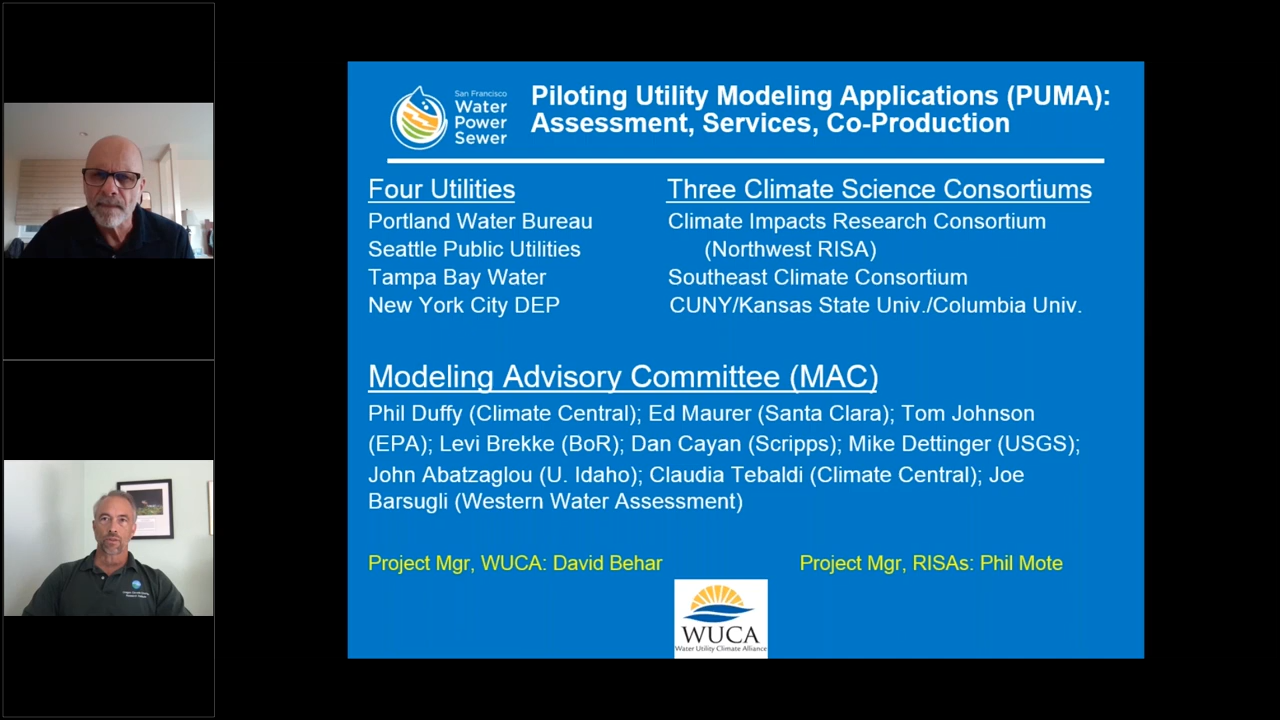 San Francisco
Water
Power
Sewer
Piloting Utility Modeling Applications (PUMA):
Assessment, Services, Co-Production
Four Utilities
Portland Water Bureau
Seattle Public Utilities
Tampa Bay Water
New York City DEP
Three Climate Science Consortiums
Climate Impacts Research Consortium
(Northwest RISA)
Southeast Climate Consortium
CUNY/Kansas State Univ./Columbia Univ.
Modeling Advisory Committee (MAC)
Phil Duffy (Climate Central); Ed Maurer (Santa Clara); Tom Johnson
(EPA); Levi Brekke (BoR); Dan Cayan (Scripps); Mike Dettinger (USGS);
John Abatzaglou (U. Idaho); Claudia Tebaldi (Climate Central); Joe
Barsugli (Western Water Assessment)
Project Mgr, WUCA: David Behar
Project Mgr, RISAs: Phil Mote
WUCA
Water Utility Climate Alliance